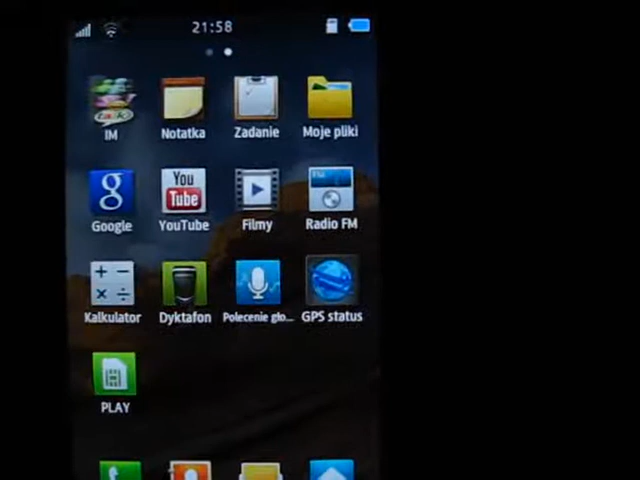 21:58
IM Notatka Zadanie Moje pliki
Google YouTube Filmy Radio FM
Kalkulator Dyktafon Polecenie gło... GPS status
PLAY